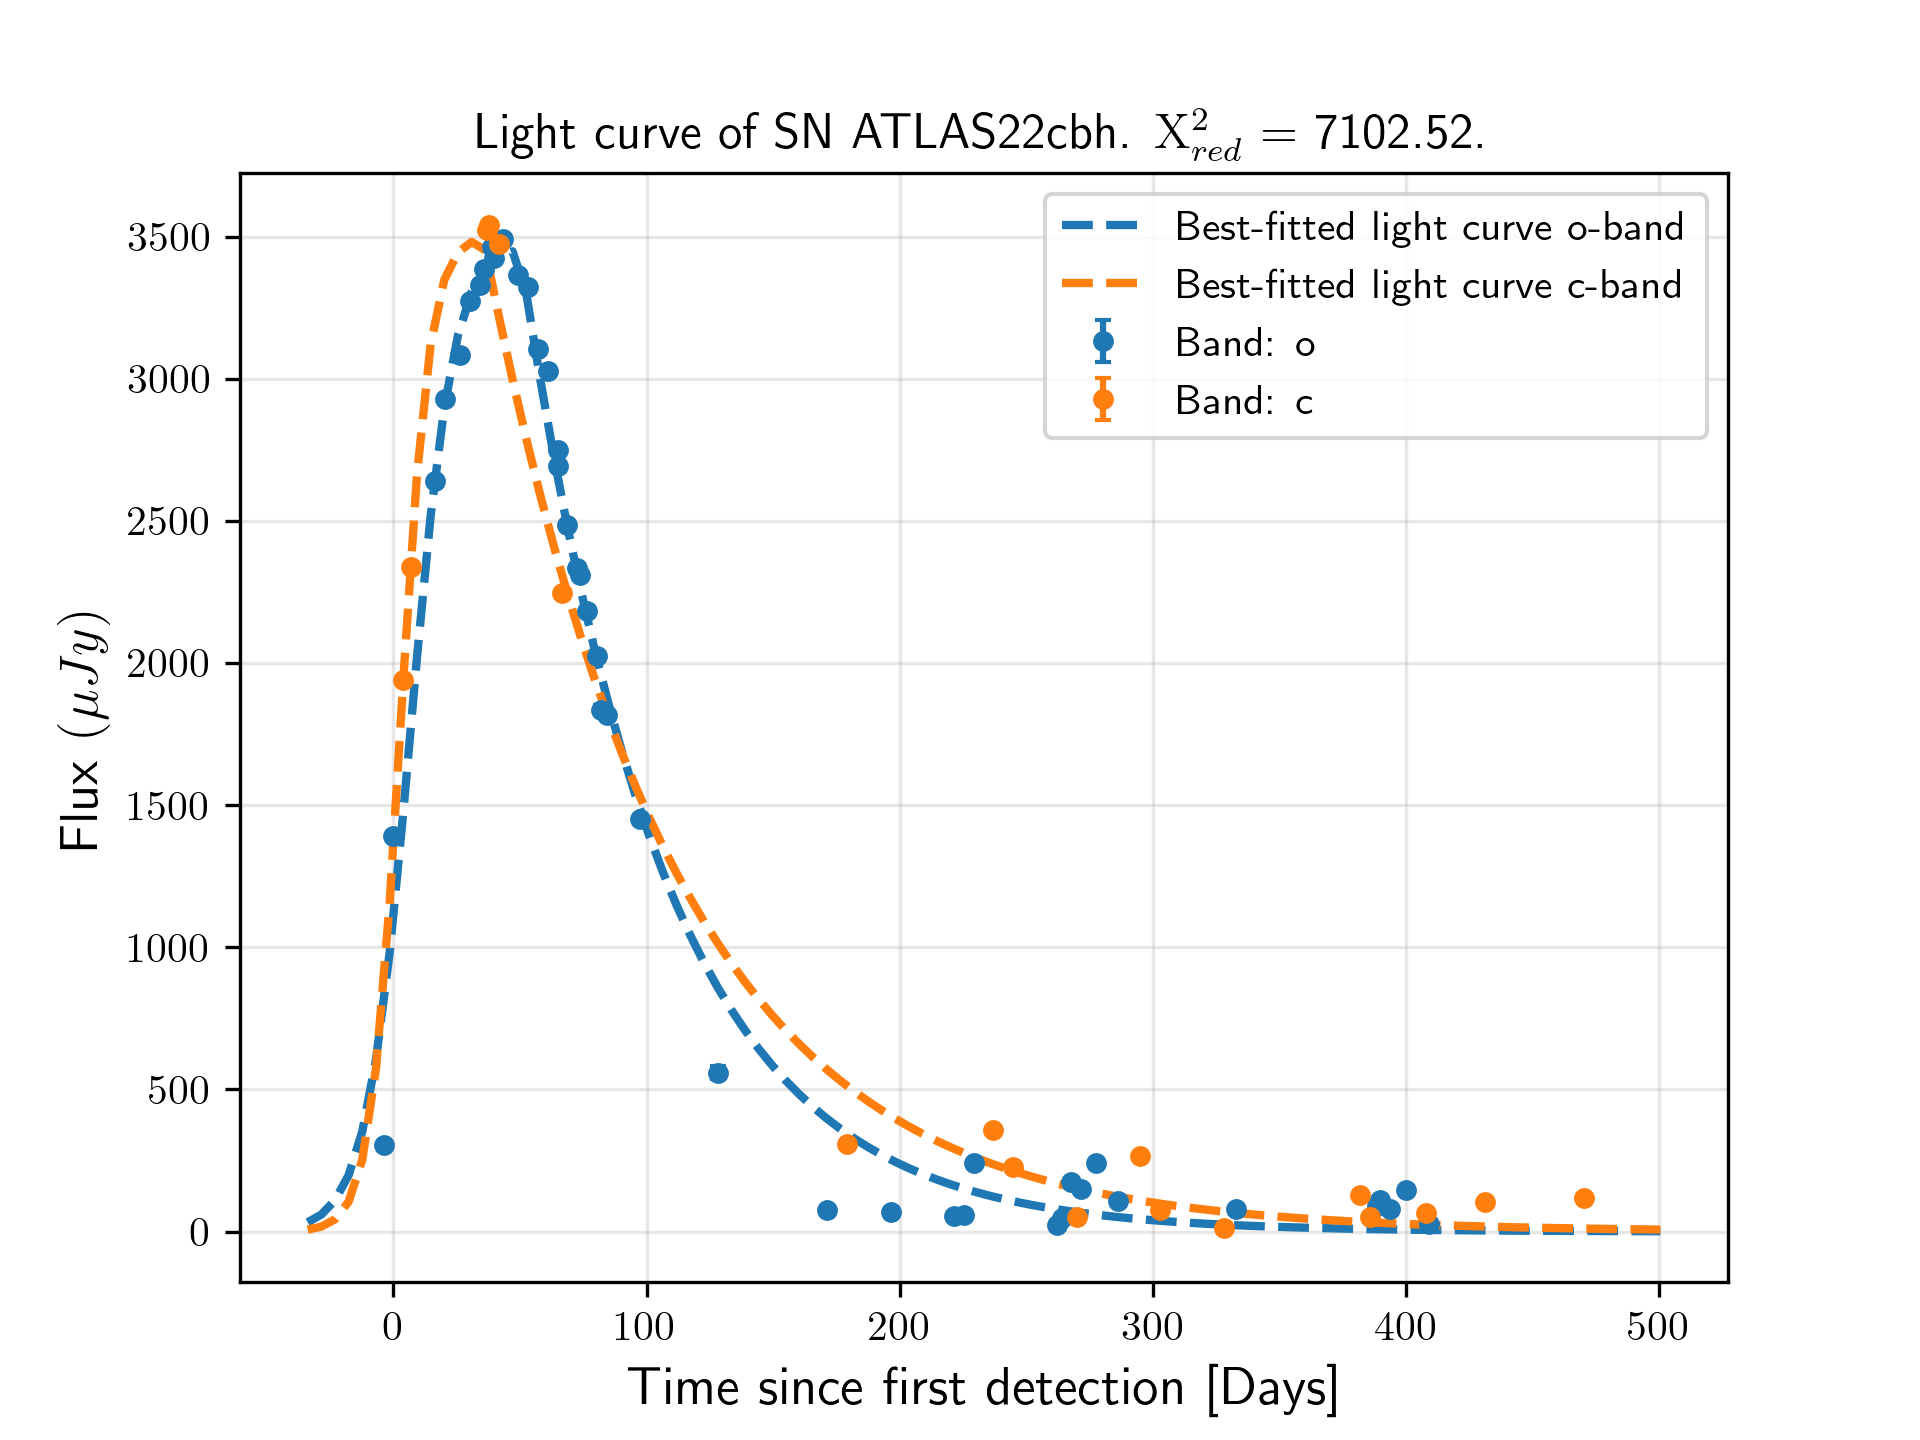 Light curve of SN ATLAS22cbh. X²_red = 7102.52.
Best-fitted light curve o-band
Best-fitted light curve c-band
Band: o
Band: c
3500
3000
2500
2000
1500
1000
500
0
Flux (μJy)
0 100 200 300 400 500
Time since first detection [Days]